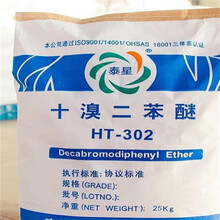 本公司通过ISO9001/14001/OHSAS 18001三体系认证
泰星
十溴二苯醚
HT-302
Decabromodiphenyl Ether
执行标准: 协议标准
规格(GRADE):
批号(LOTNO.):
净重(NET WEIGHT): 25Kg